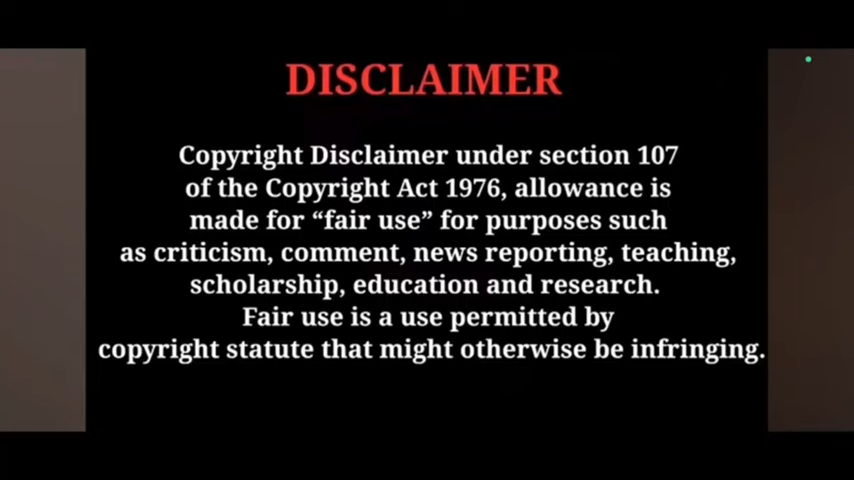 DISCLAIMER
Copyright Disclaimer under section 107
of the Copyright Act 1976, allowance is
made for “fair use” for purposes such
as criticism, comment, news reporting, teaching,
scholarship, education and research.
Fair use is a use permitted by
copyright statute that might otherwise be infringing.